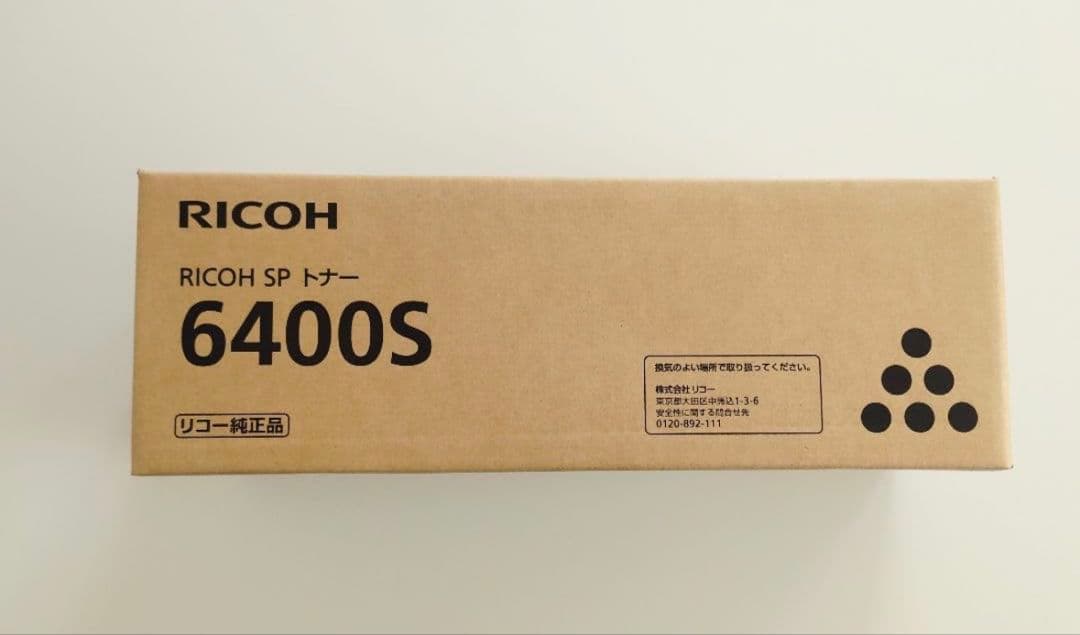 RICOH
RICOH SP トナー
6400S
リコー純正品
換気のよい場所で取り扱ってください。
株式会社リコー
東京都大田区中馬込1-3-6
安全性に関する問合せ先
0120-892-111